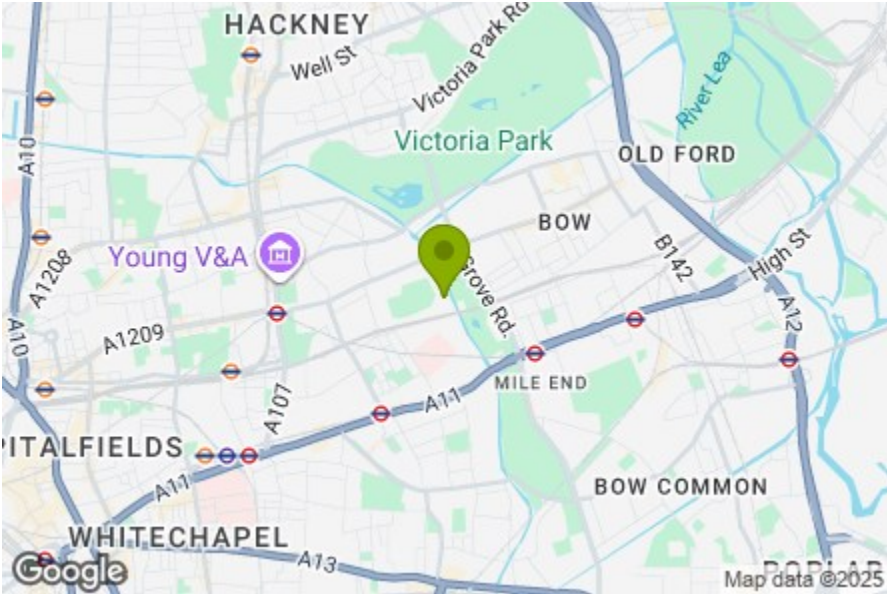 HACKNEY
Well St
Victoria Park Rd
River Lea
A10
Victoria Park
OLD FORD
BOW
Young V&A
A1208
B142
High St
Grove Rd.
A10
A1209
A12
MILE END
A107
A11
PITALFIELDS
A11
BOW COMMON
WHITECHAPEL
A13
POPLAR
Google
Map data ©2025